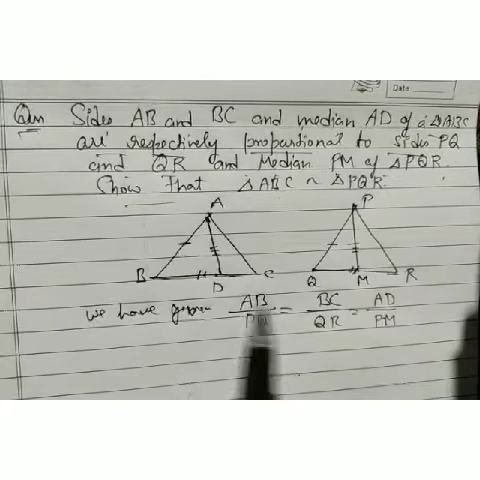 Date
Qun Sides AB and BC and median AD of a ΔABC
are respectively proportional to sides PQ
and QR and Median PM of ΔPQR.
Show That ΔABC ~ ΔPQR.
A
P
B
D
C
Q
M
R
we have given AB/PQ = BC/QR = AD/PM